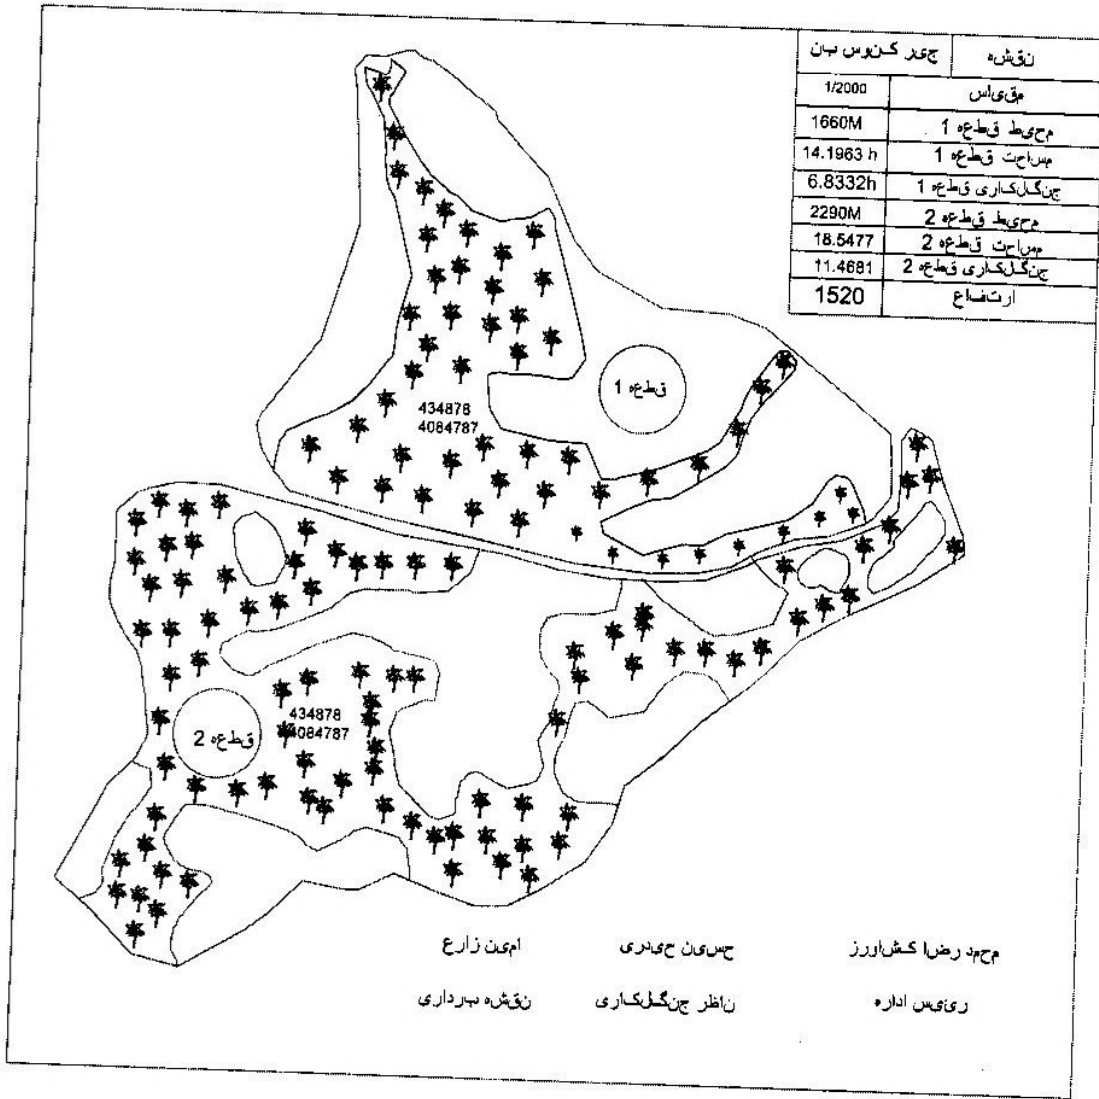 نقشه جیر کنوس بن
مقیاس 1/2000
محیط قطعه 1 1660M
مساحت قطعه 1 14.1963 h
جنگلکاری قطعه 1 6.8332h
محیط قطعه 2 2290M
مساحت قطعه 2 18.5477
جنگلکاری قطعه 2 11.4681
ارتفاع 1520
قطعه 1
434878
4084787
434878
4084787
قطعه 2
محمد رضا کشاورز حسین حیدری امین زارع
رییس اداره ناظر جنگلکاری نقشه برداری